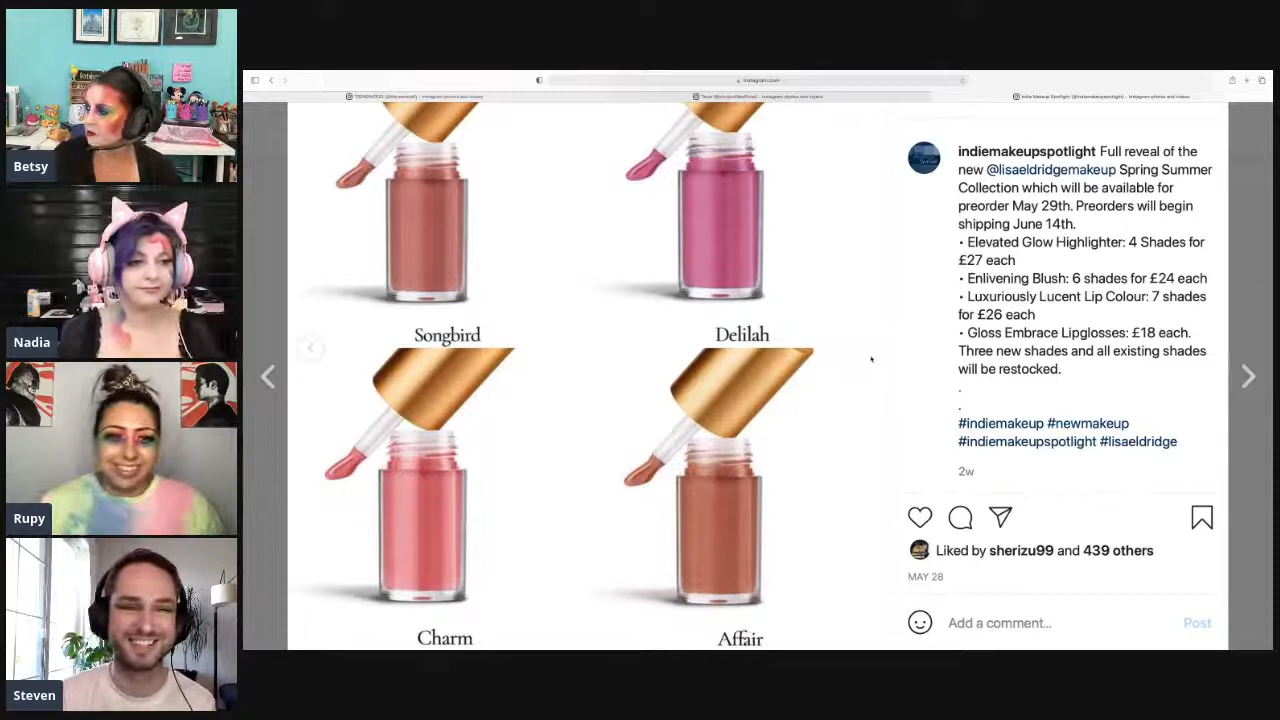 Betsy
Nadia
Rupy
Steven
instagram.com
Songbird
Delilah
Charm
Affair
indiemakeupspotlight Full reveal of the
new @lisaeldridgemakeup Spring Summer
Collection which will be available for
preorder May 29th. Preorders will begin
shipping June 14th.
• Elevated Glow Highlighter: 4 Shades for
£27 each
• Enlivening Blush: 6 shades for £24 each
• Luxuriously Lucent Lip Colour: 7 shades
for £26 each
• Gloss Embrace Lipglosses: £18 each.
Three new shades and all existing shades
will be restocked.
.
.
#indiemakeup #newmakeup
#indiemakeupspotlight #lisaeldridge
2w
Liked by sherizu99 and 439 others
MAY 28
Add a comment...
Post